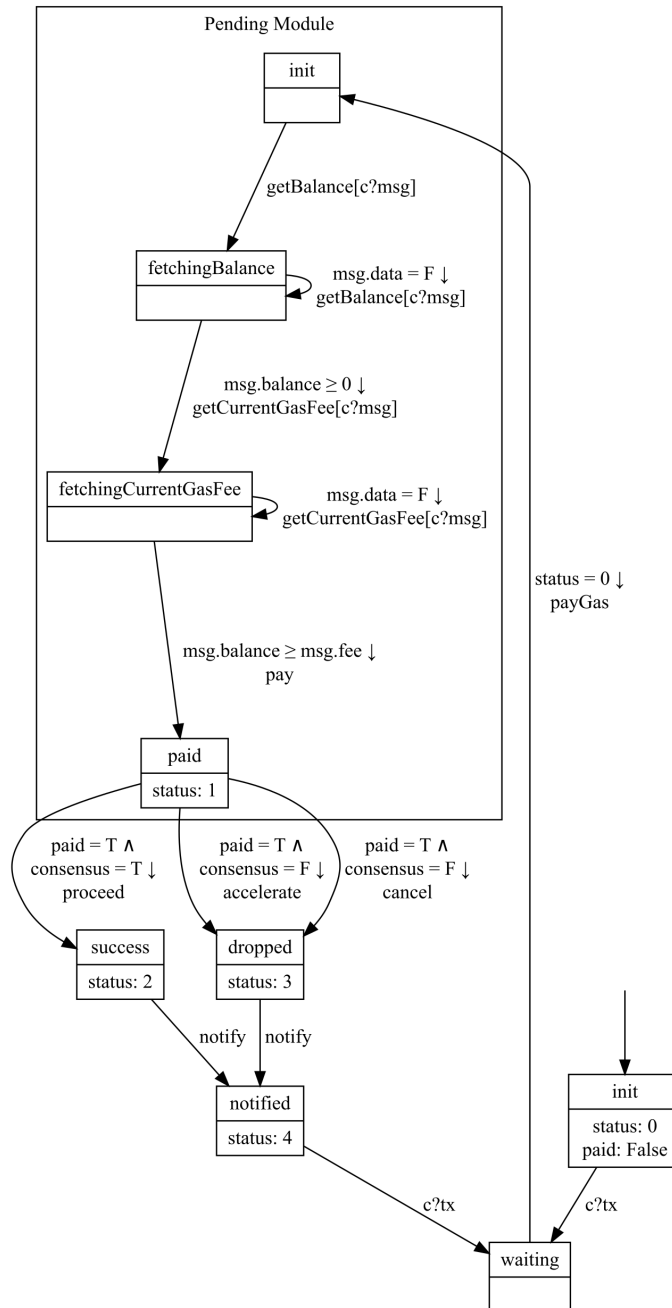 Pending Module
init
getBalance[c?msg]
fetchingBalance
msg.data = F ↓
getBalance[c?msg]
msg.balance ≥ 0 ↓
getCurrentGasFee[c?msg]
fetchingCurrentGasFee
msg.data = F ↓
getCurrentGasFee[c?msg]
status = 0 ↓
payGas
msg.balance ≥ msg.fee ↓
pay
paid
status: 1
paid = T ∧
consensus = T ↓
proceed
paid = T ∧
consensus = F ↓
accelerate
paid = T ∧
consensus = F ↓
cancel
success
status: 2
dropped
status: 3
notify
notify
notified
status: 4
init
status: 0
paid: False
c?tx
c?tx
waiting